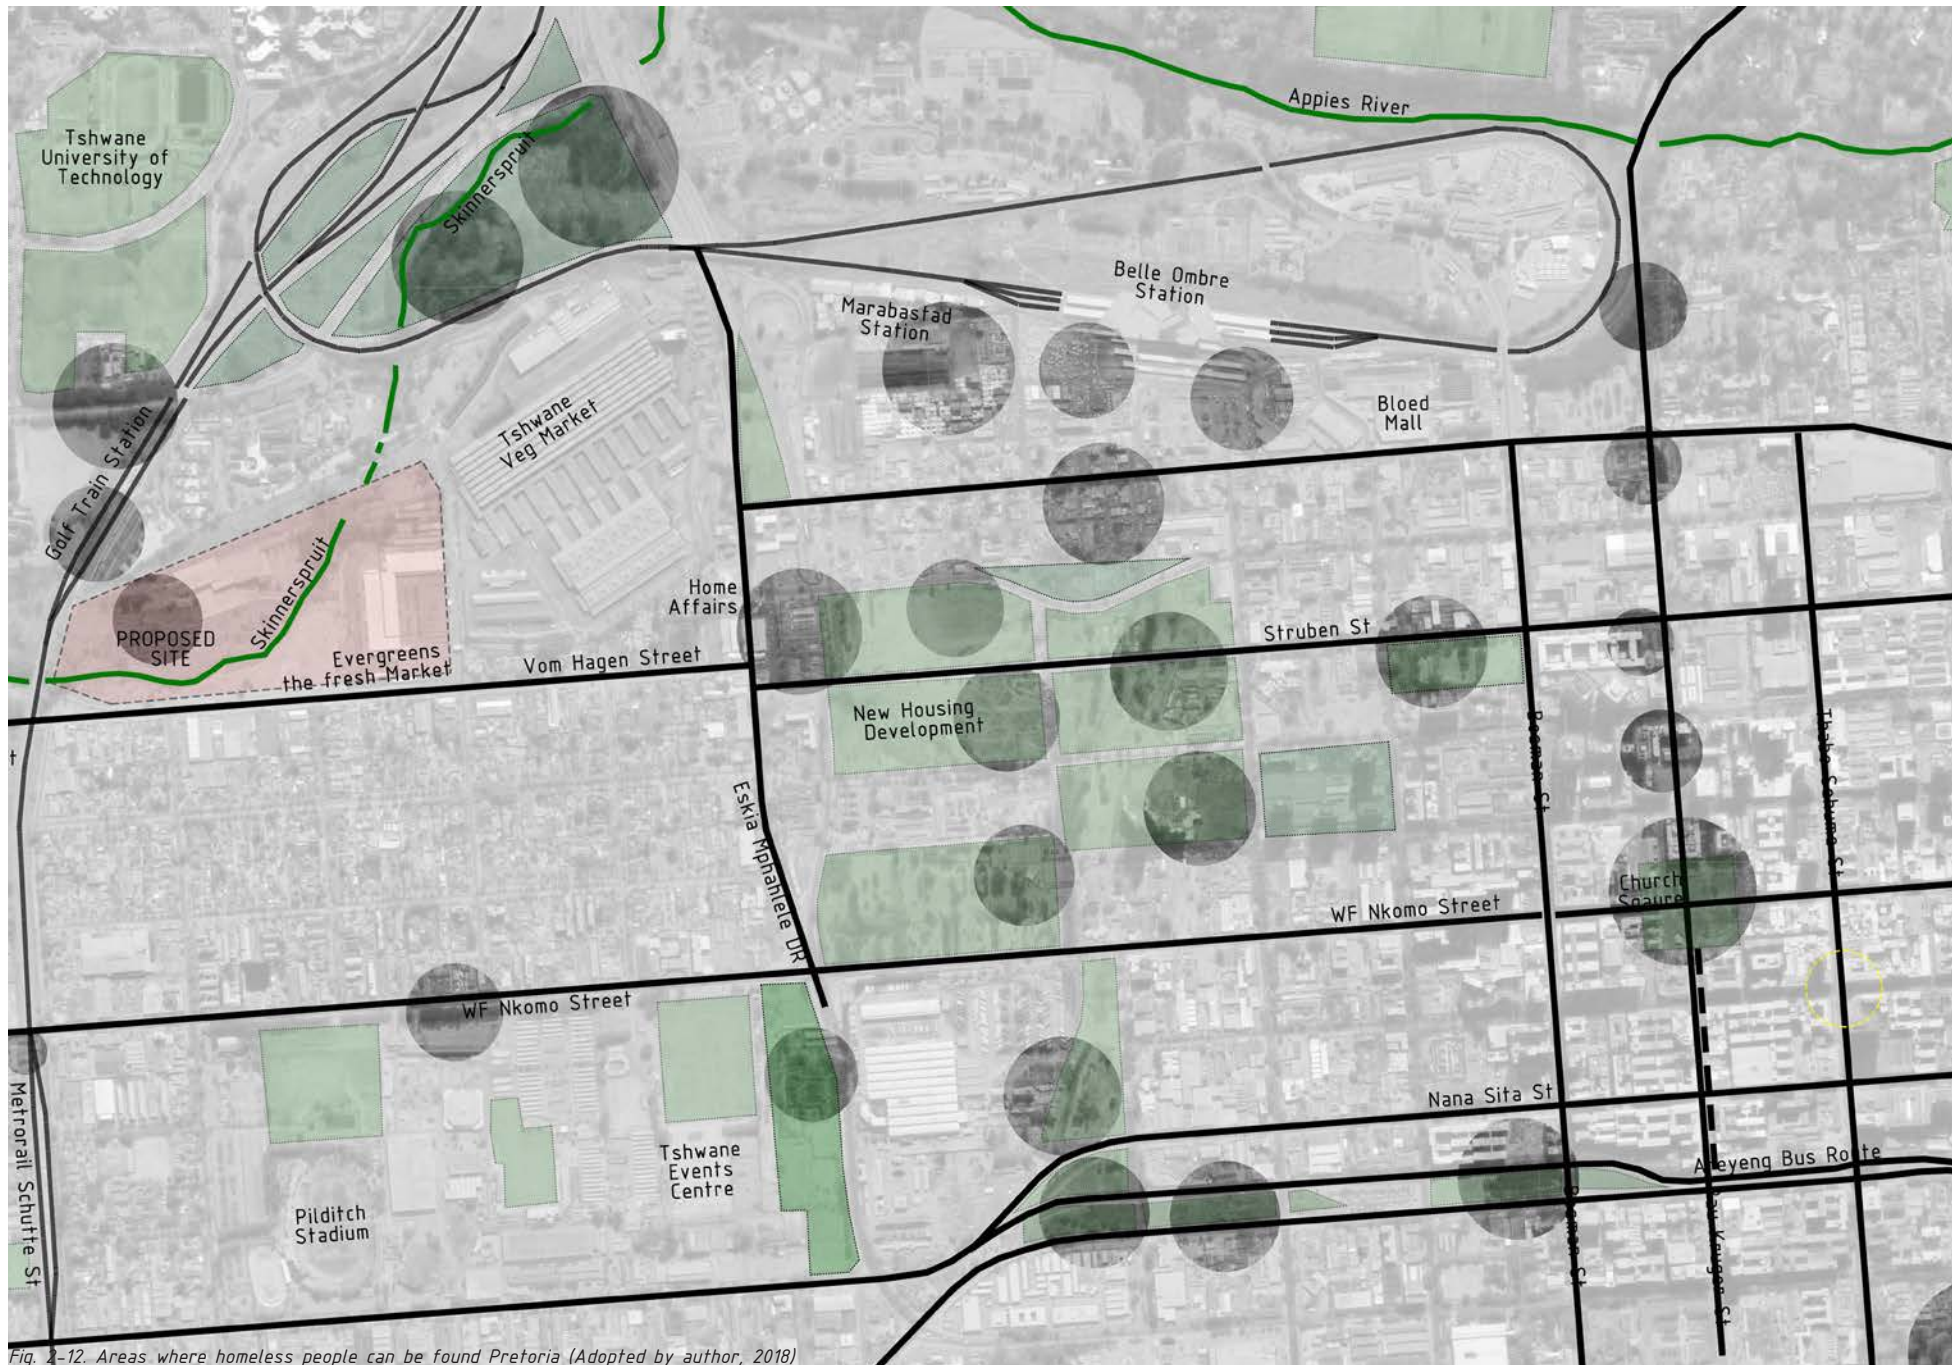 Appies River
Tshwane
University of
Technology
Skinnerspruit
Belle Ombre
Station
Marabastad
Station
Tshwane
Veg Market
Bloed
Mall
Golf Train Station
Skinnerspruit
Home
Affairs
PROPOSED
SITE
Struben St
Evergreens
the fresh Market
Vom Hagen Street
New Housing
Development
t
Eskia Mphahlele DR
Church
WF Nkomo Street
WF Nkomo Street
Nana Sita St
Metrorail Schutte St
Tshwane
Events
Centre
Areyeng Bus Route
Pilditch
Stadium
Fig. 2-12. Areas where homeless people can be found Pretoria (Adopted by author, 2018)